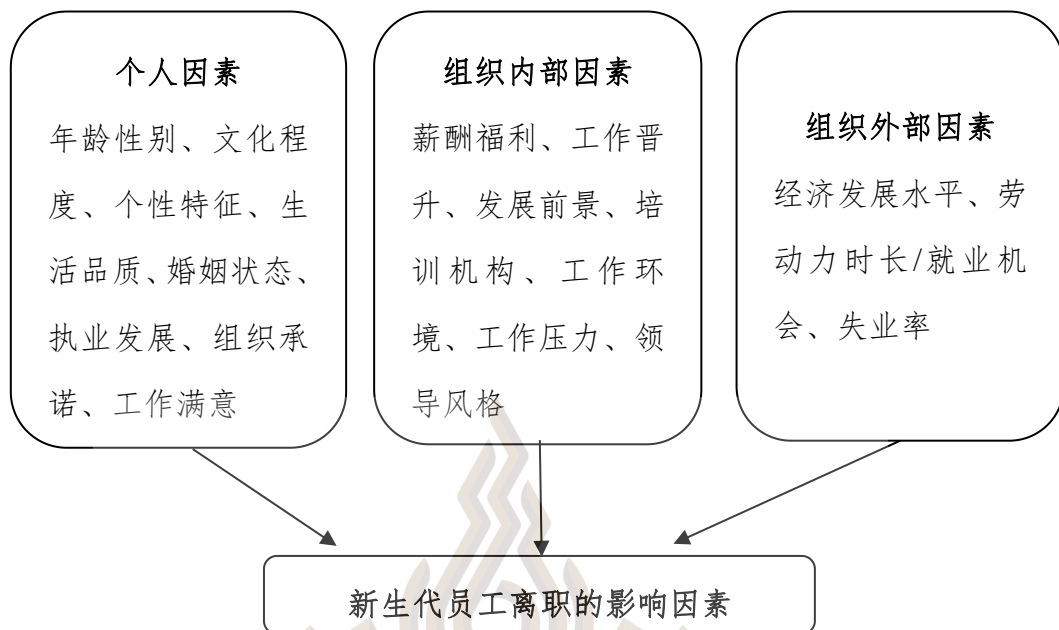 个人因素
年龄性别、文化程
度、个性特征、生
活品质、婚姻状态、
执业发展、组织承
诺、工作满意
组织内部因素
薪酬福利、工作晋
升、发展前景、培
训机构、工作环
境、工作压力、领
导风格
组织外部因素
经济发展水平、劳
动力时长/就业机
会、失业率
新生代员工离职的影响因素